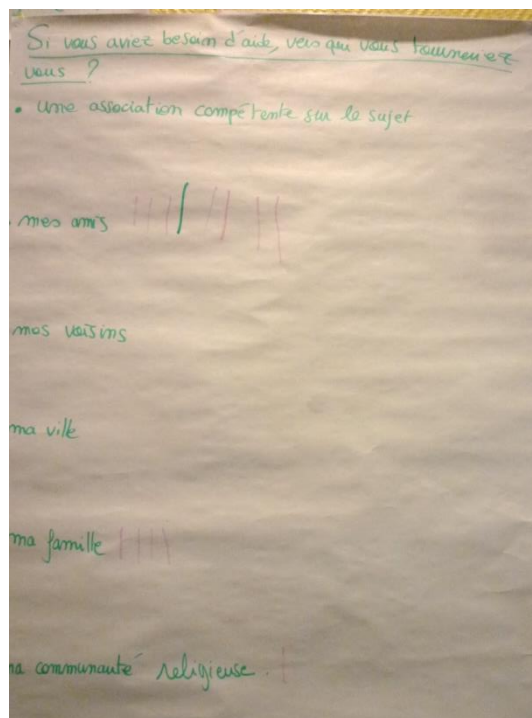 Si vous aviez besoin d'aide, vers qui vous tourneriez
vous ?
• une association compétente sur le sujet
. mes amis
mes voisins
ma ville
ma famille
ma communauté religieuse.